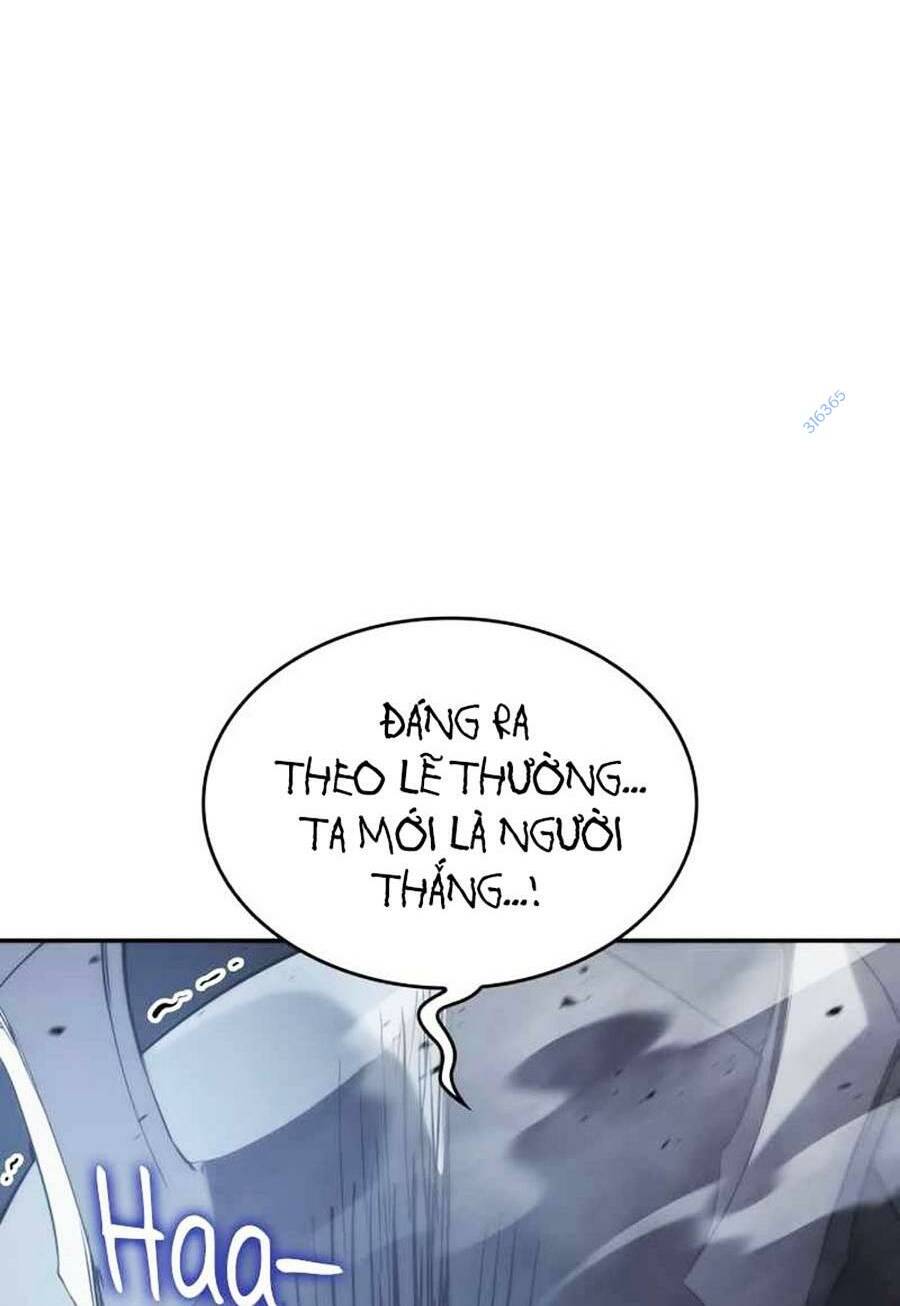 316365
ĐÁNG RA
THEO LẼ THƯỜNG...
TA MỚI LÀ NGƯỜI
THẮNG...!
Haa-